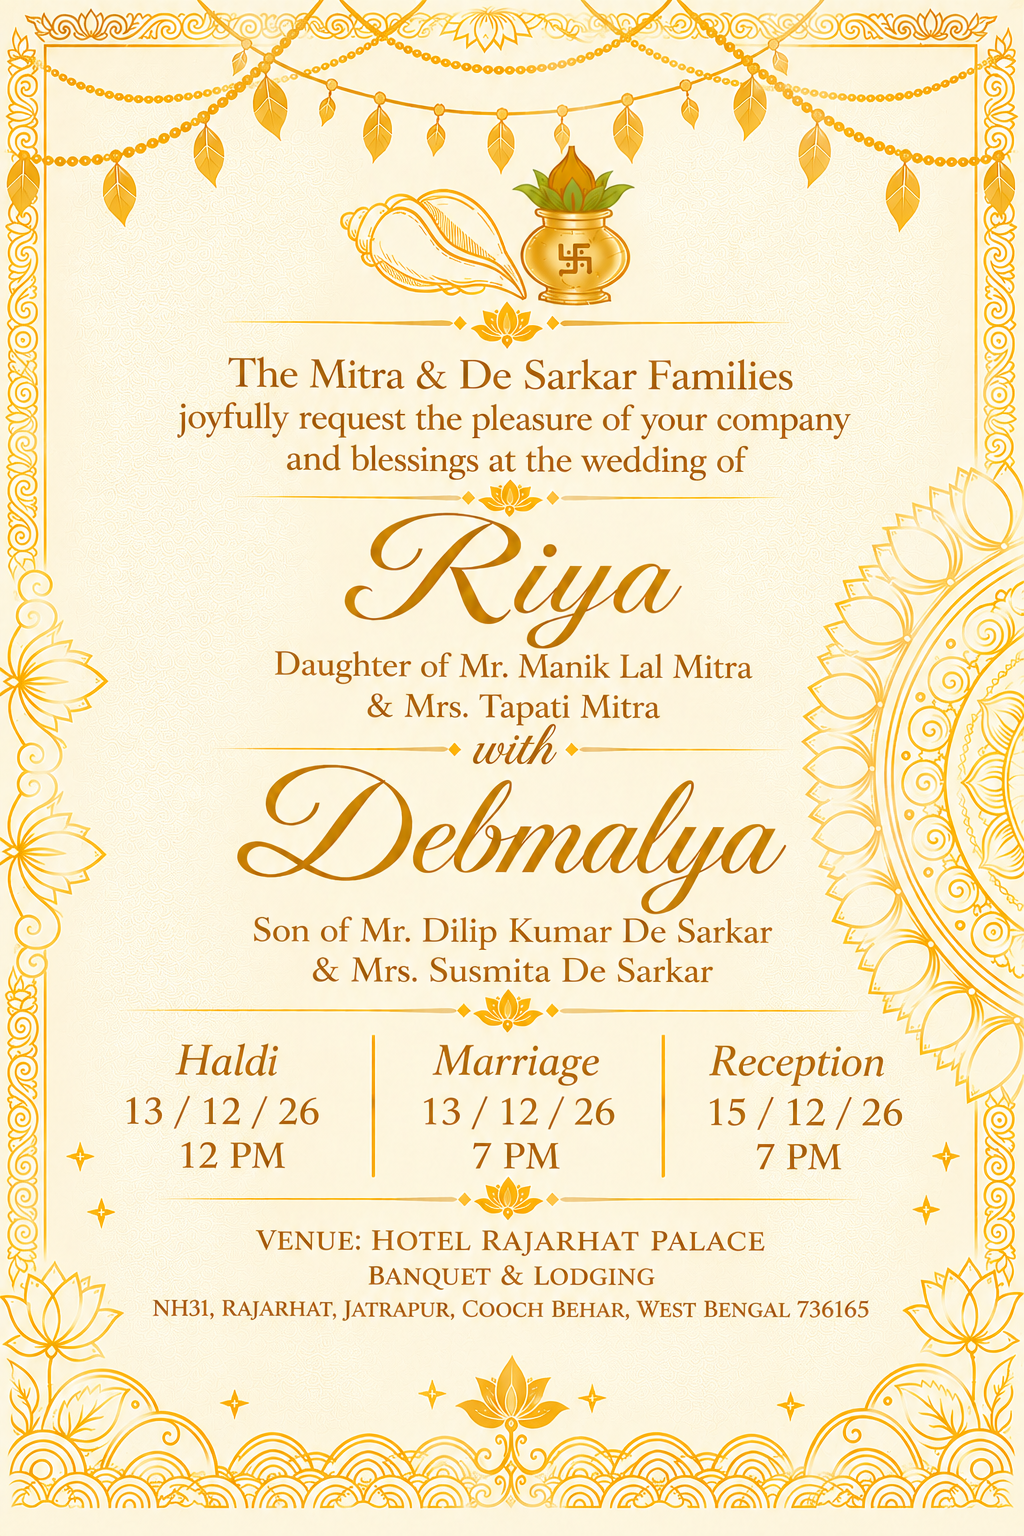 The Mitra & De Sarkar Families
joyfully request the pleasure of your company
and blessings at the wedding of
Riya
Daughter of Mr. Manik Lal Mitra
& Mrs. Tapati Mitra
with
Debmalya
Son of Mr. Dilip Kumar De Sarkar
& Mrs. Susmita De Sarkar
Haldi
13 / 12 / 26
12 PM
Marriage
13 / 12 / 26
7 PM
Reception
15 / 12 / 26
7 PM
VENUE: HOTEL RAJARHAT PALACE
BANQUET & LODGING
NH31, RAJARHAT, JATRAPUR, COOCH BEHAR, WEST BENGAL 736165